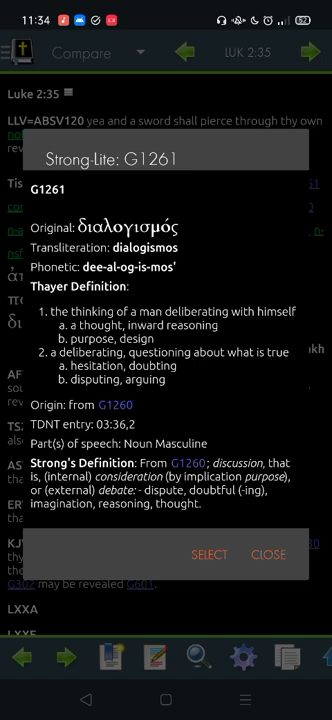 11:34
52
Compare
LUK 2:35
Luke 2:35
LLV=ABSV120 yea and a sword shall pierce through thy own
rev
Strong-Lite: G1261
Tis
G1261
Original: διαλογισμός
Transliteration: dialogismos
Phonetic: dee-al-og-is-mos'
Thayer Definition:
1. the thinking of a man deliberating with himself
a. a thought, inward reasoning
b. purpose, design
2. a deliberating, questioning about what is true
a. hesitation, doubting
b. disputing, arguing
Origin: from G1260
TDNT entry: 03:36,2
Part(s) of speech: Noun Masculine
Strong's Definition: From G1260; discussion, that
is, (internal) consideration (by implication purpose),
or (external) debate: - dispute, doubtful (-ing),
imagination, reasoning, thought.
SELECT CLOSE
G302 may be revealed G601.
LXXA